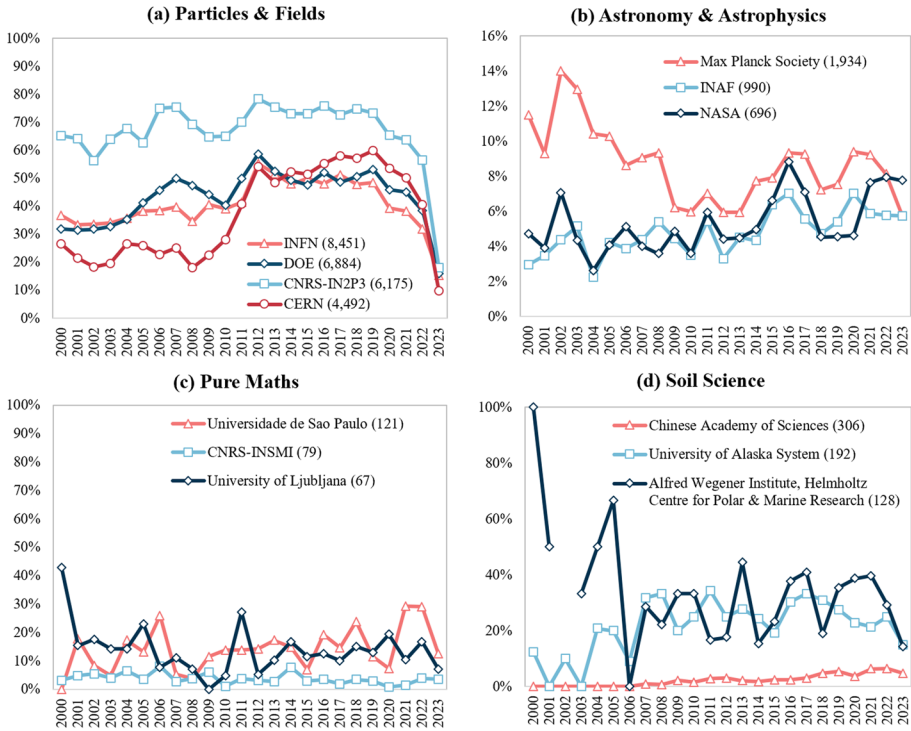 (a) Particles & Fields
100%
90%
80%
70%
60%
50%
40%
30%
20%
10%
0%
INFN (8,451)
DOE (6,884)
CNRS-IN2P3 (6,175)
CERN (4,492)
2000 2001 2002 2003 2004 2005 2006 2007 2008 2009 2010 2011 2012 2013 2014 2015 2016 2017 2018 2019 2020 2021 2022 2023
(b) Astronomy & Astrophysics
16%
14%
12%
10%
8%
6%
4%
2%
0%
Max Planck Society (1,934)
INAF (990)
NASA (696)
2000 2001 2002 2003 2004 2005 2006 2007 2008 2009 2010 2011 2012 2013 2014 2015 2016 2017 2018 2019 2020 2021 2022 2023
(c) Pure Maths
100%
90%
80%
70%
60%
50%
40%
30%
20%
10%
0%
Universidade de Sao Paulo (121)
CNRS-INSMI (79)
University of Ljubljana (67)
2000 2001 2002 2003 2004 2005 2006 2007 2008 2009 2010 2011 2012 2013 2014 2015 2016 2017 2018 2019 2020 2021 2022 2023
(d) Soil Science
100%
80%
60%
40%
20%
0%
Chinese Academy of Sciences (306)
University of Alaska System (192)
Alfred Wegener Institute, Helmholtz
Centre for Polar & Marine Research (128)
2000 2001 2002 2003 2004 2005 2006 2007 2008 2009 2010 2011 2012 2013 2014 2015 2016 2017 2018 2019 2020 2021 2022 2023